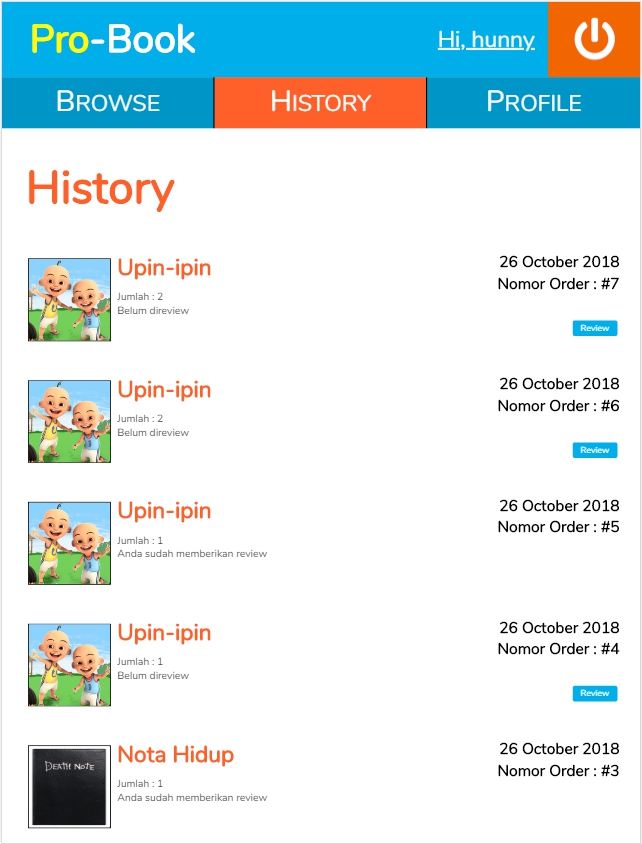 Pro-Book
Hi, hunny
BROWSE
HISTORY
PROFILE
History
Upin-ipin
Jumlah : 2
Belum direview
26 October 2018
Nomor Order : #7
Review
Upin-ipin
Jumlah : 2
Belum direview
26 October 2018
Nomor Order : #6
Review
Upin-ipin
Jumlah : 1
Anda sudah memberikan review
26 October 2018
Nomor Order : #5
Upin-ipin
Jumlah : 1
Belum direview
26 October 2018
Nomor Order : #4
Review
DEATH NOTE
Nota Hidup
Jumlah : 1
Anda sudah memberikan review
26 October 2018
Nomor Order : #3